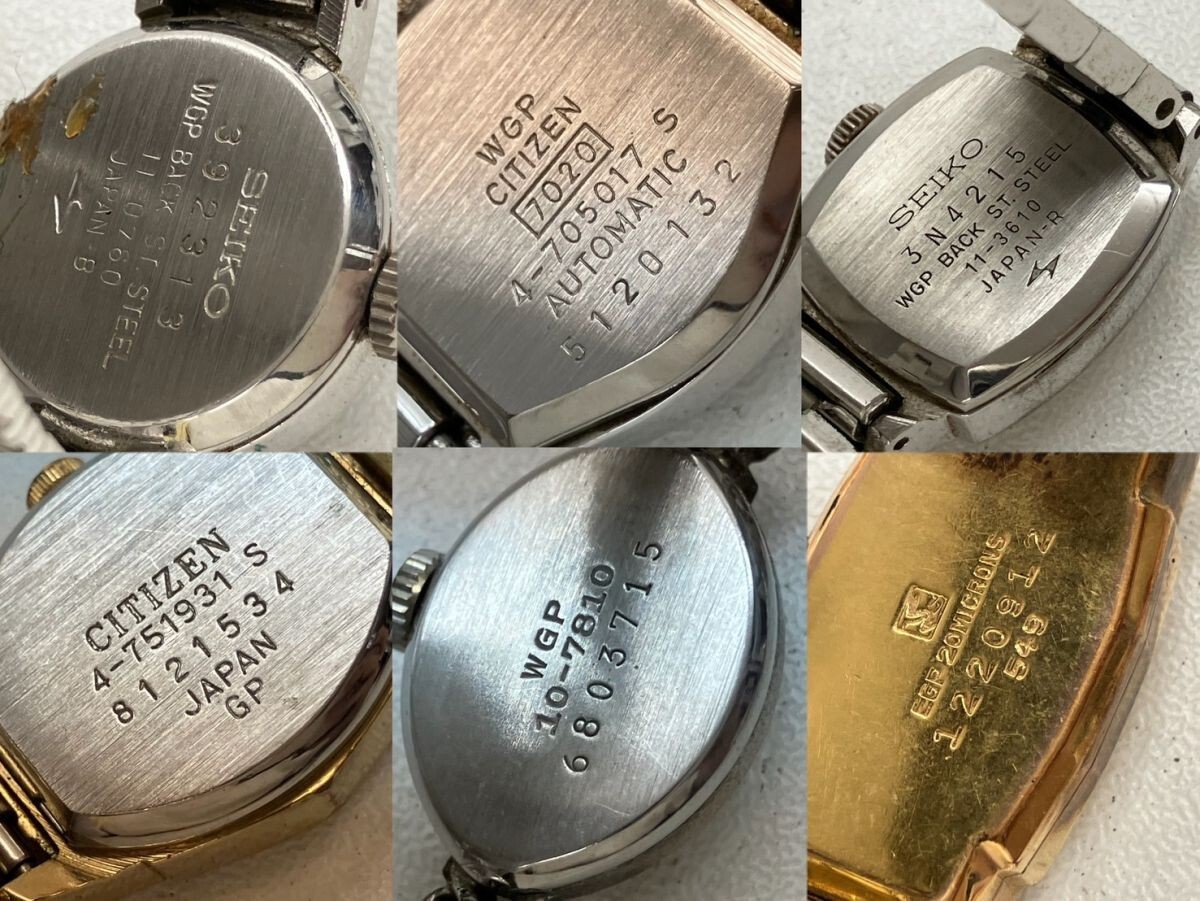 SEIKO
392313
WGP BACK ST. STEEL
11-0760
JAPAN-B
WGP
CITIZEN
7020
4-705017 S
AUTOMATIC
5120132
SEIKO
3N4215
WGP BACK ST. STEEL
11-3610
JAPAN-R
CITIZEN
4-751931 S
8121534
JAPAN
GP
WGP
10-7810
6803715
EGP 20MICRONS
1220912
549